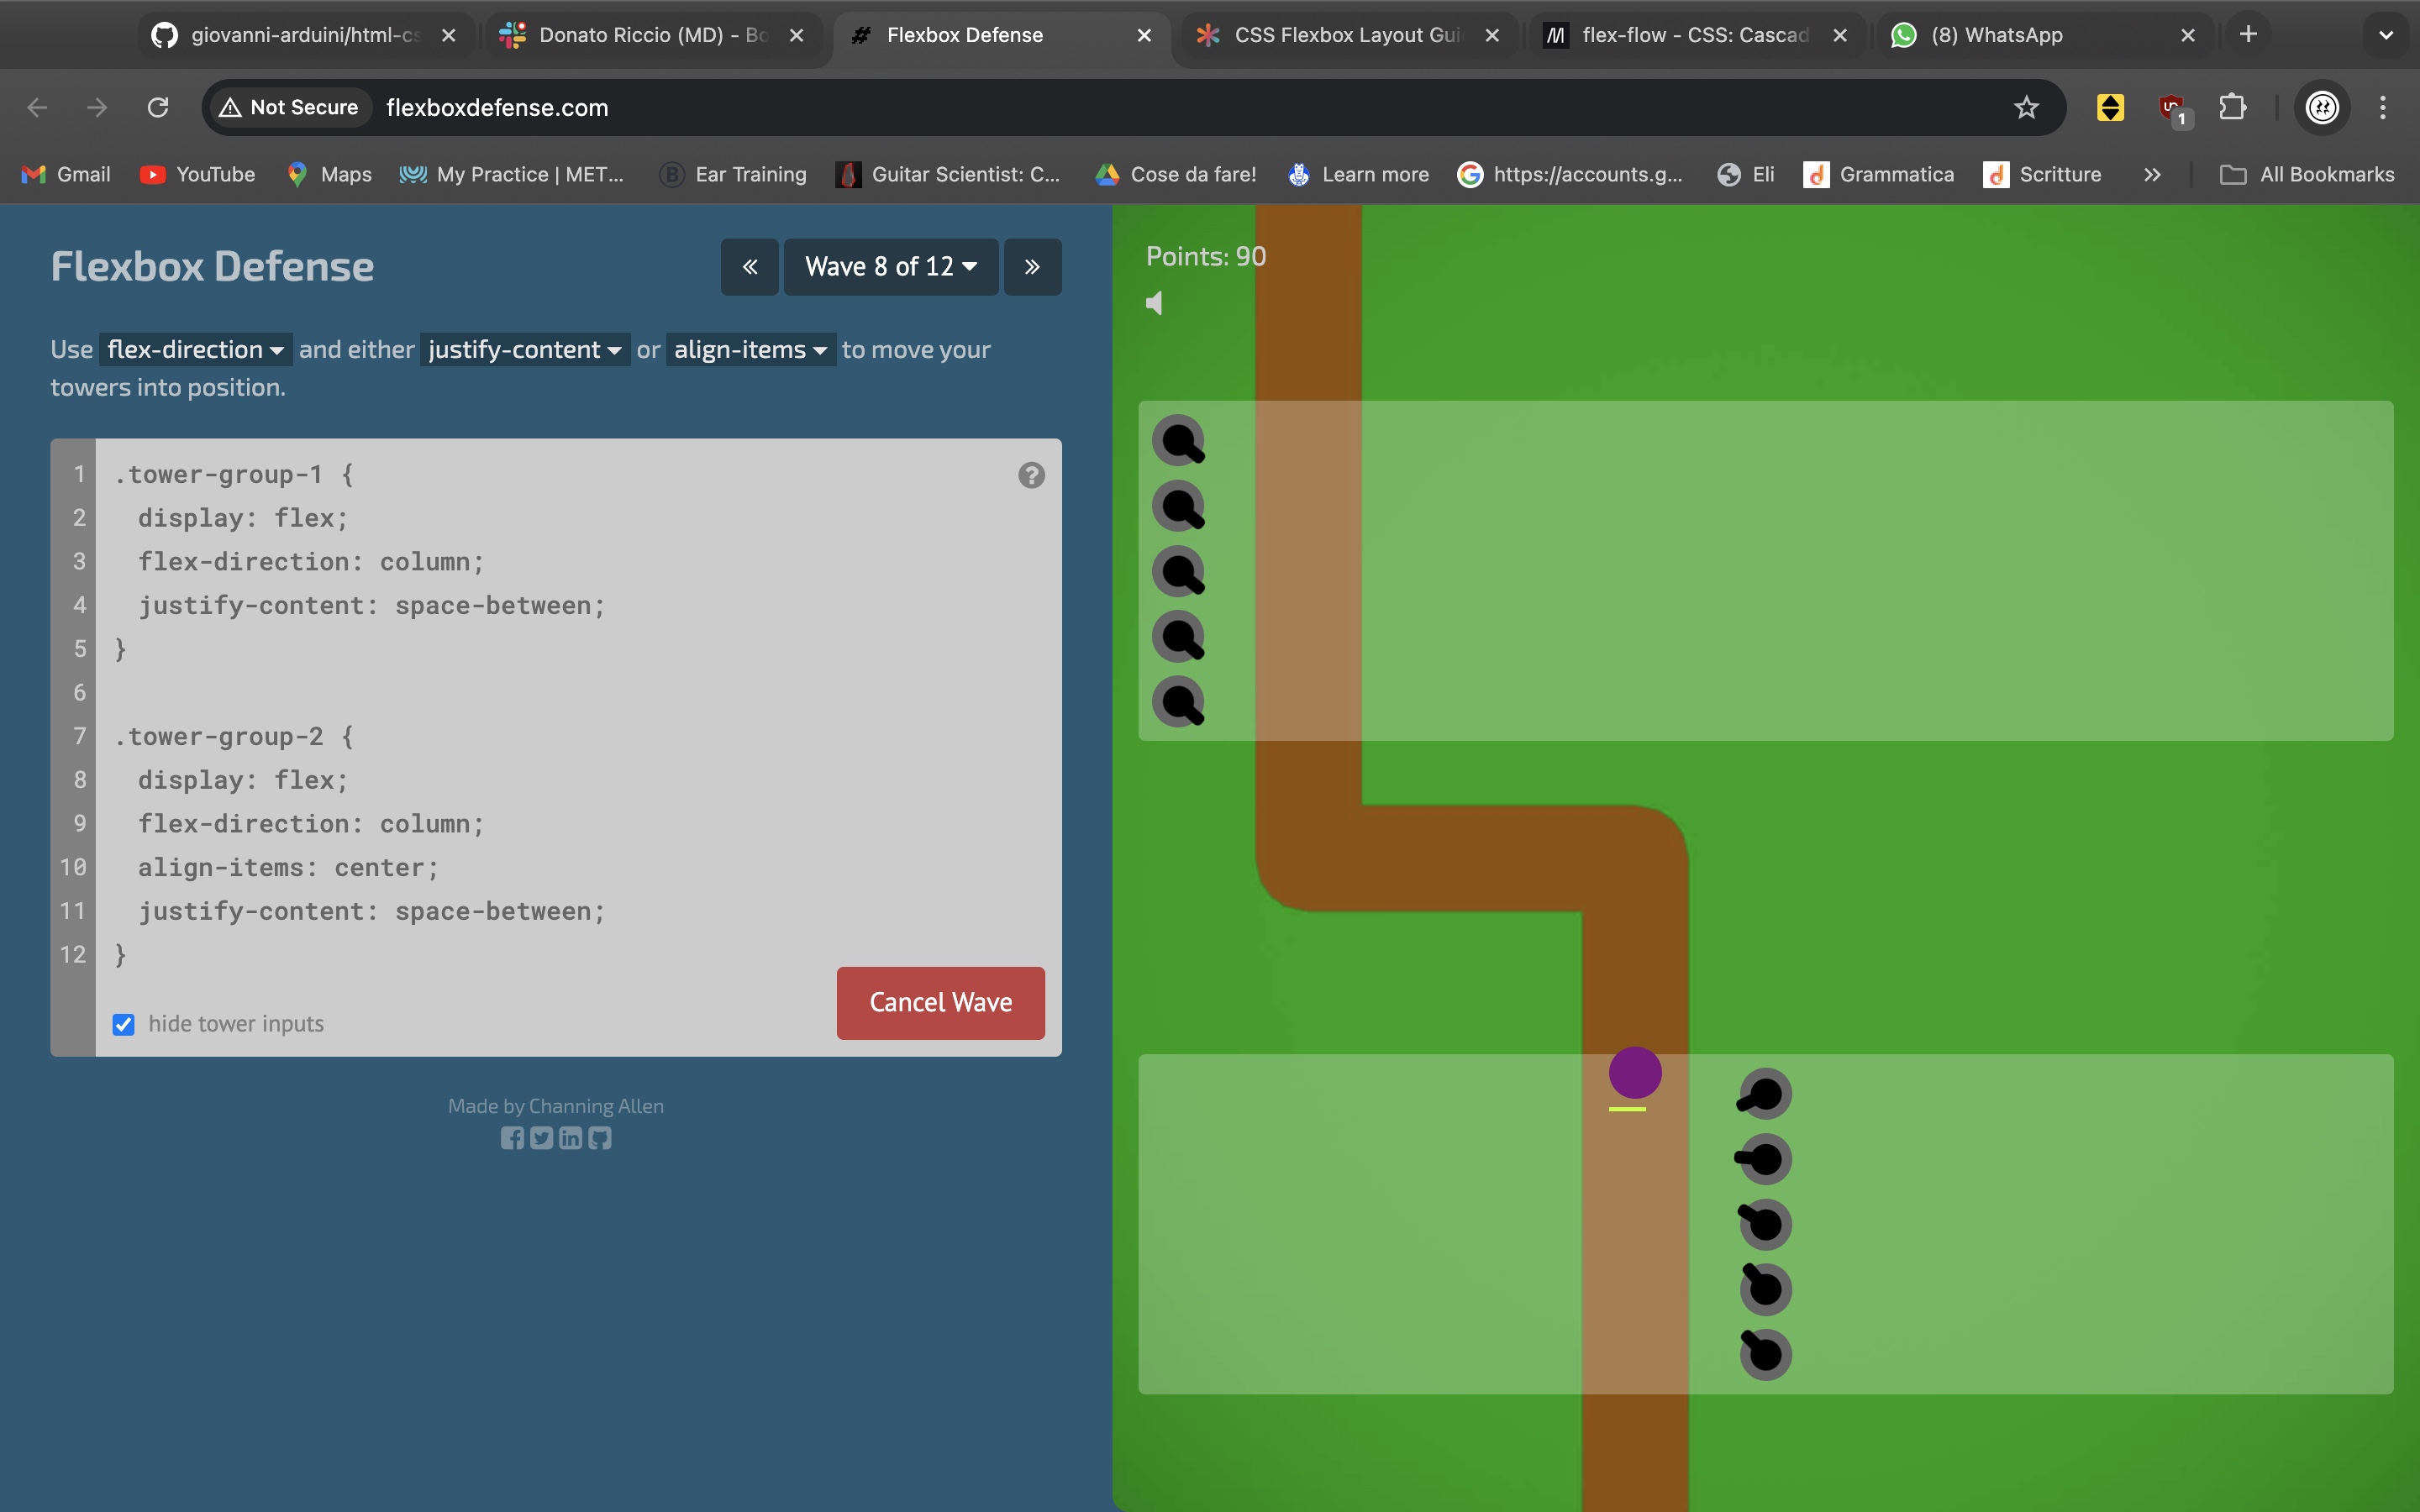 giovanni-arduini/html-cs
Donato Riccio (MD) - Bo
Flexbox Defense
CSS Flexbox Layout Gui
flex-flow - CSS: Cascad
(8) WhatsApp
Not Secure
flexboxdefense.com
1
Gmail
YouTube
Maps
My Practice | MET...
Ear Training
Guitar Scientist: C...
Cose da fare!
Learn more
https://accounts.g...
Eli
Grammatica
Scritture
All Bookmarks
Flexbox Defense
« Wave 8 of 12 »
Use flex-direction and either justify-content or align-items to move your
towers into position.
1 .tower-group-1 {
2 display: flex;
3 flex-direction: column;
4 justify-content: space-between;
5 }
6
7 .tower-group-2 {
8 display: flex;
9 flex-direction: column;
10 align-items: center;
11 justify-content: space-between;
12 }
hide tower inputs
Cancel Wave
Made by Channing Allen
Points: 90